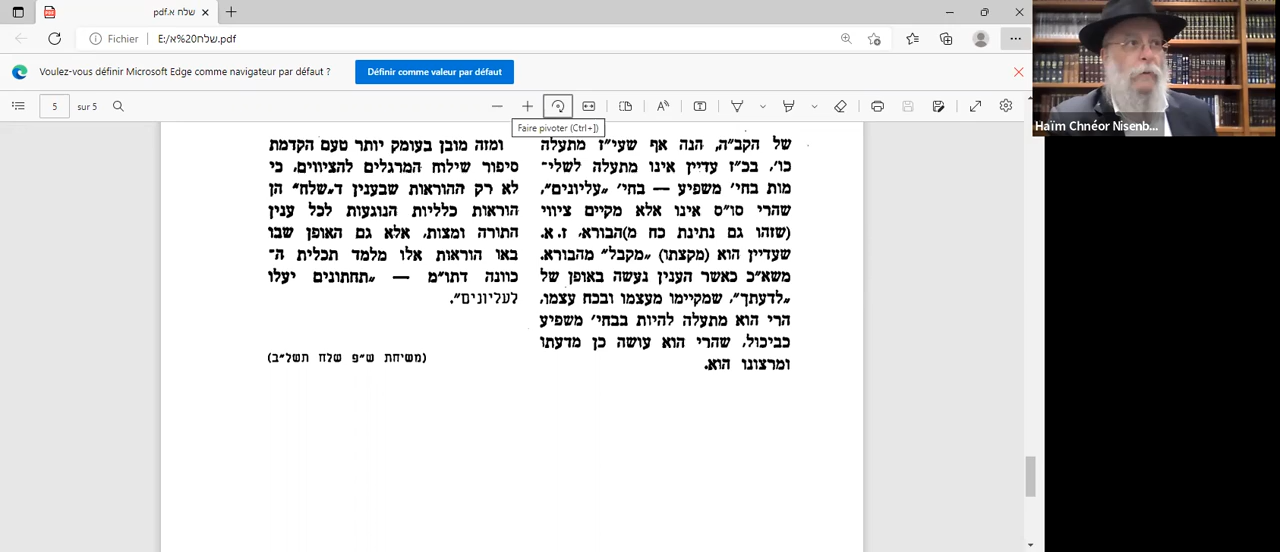 שלח א.pdf
Fichier
E:/שלח%20א.pdf
Voulez-vous définir Microsoft Edge comme navigateur par défaut ?
Définir comme valeur par défaut
5
sur 5
Faire pivoter (Ctrl+])
Haïm Chnéor Nisenb...
של הקב״ה, הנה אף שעי״ז מתעלה
כו׳, בכ״ז עדיין אינו מתעלה לשלי־
מות בחי׳ משפיע — בחי׳ „עליונים״,
שהרי סו״ס אינו אלא מקיים ציווי
(שזהו גם נתינת כח מ)הבורא, ז. א.
שעדיין הוא (מקצתו) „מקבל״ מהבורא.
משא״כ כאשר הענין נעשה באופן של
„לדעתך״, שמקיימו מעצמו ובכח עצמו,
הרי הוא מתעלה להיות בבחי׳ משפיע
כביכול, שהרי הוא עושה כן מדעתו
ומרצונו הוא.
ומזה מובן בעומק יותר טעם הקדמת
סיפור שילוח המרגלים להציווים, כי
לא רק ההוראות שבענין ד„שלח״ הן
הוראות כלליות הנוגעות לכל ענין
התורה ומצות, אלא גם האופן שבו
באו הוראות אלו מלמד תכלית ה־
כוונה דתו״מ — „תחתונים יעלו
לעליונים״.
(משיחת ש״פ שלח תשל״ב)